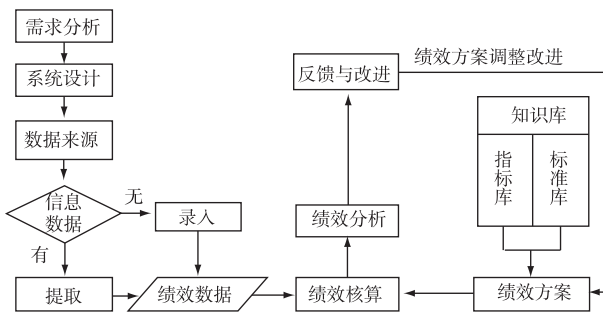 需求分析
系统设计
数据来源
信息
数据
无
录入
有
提取
绩效数据
反馈与改进
绩效方案调整改进
绩效分析
绩效核算
知识库
指标库
标准库
绩效方案